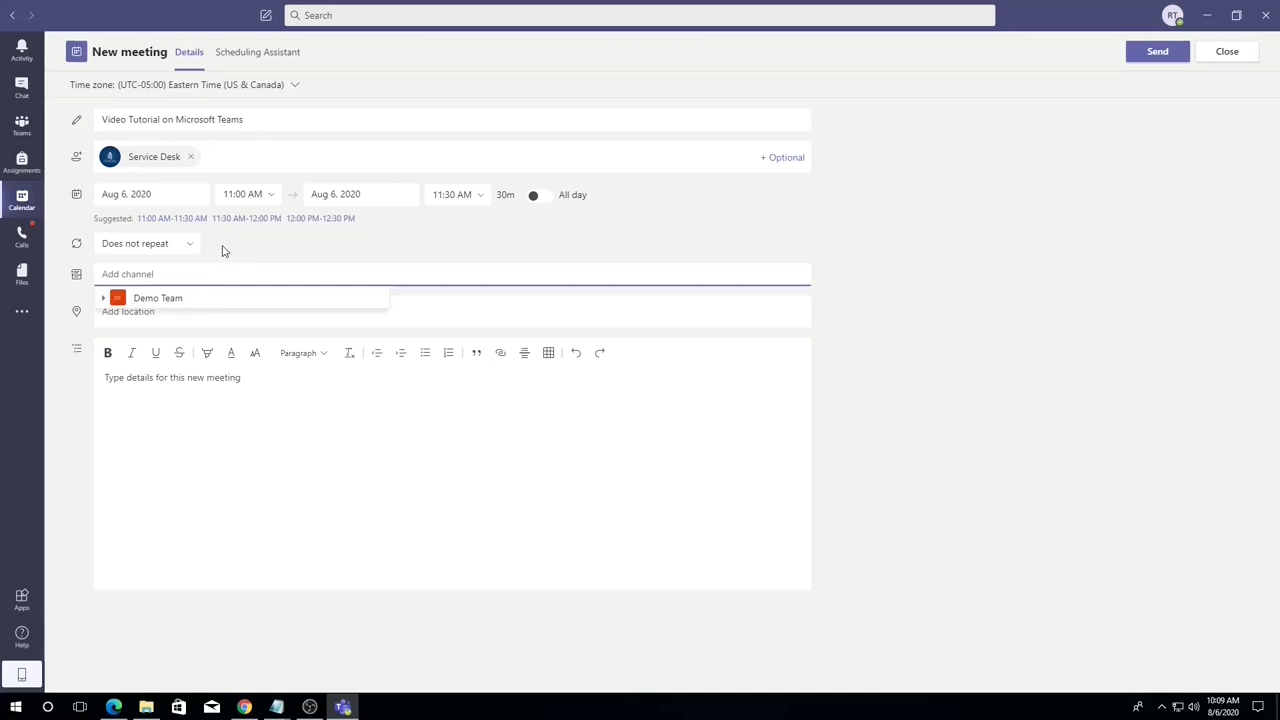 Search
RT
Activity
Chat
Teams
Assignments
Calendar
Calls
Files
Apps
Help
New meeting Details Scheduling Assistant Send Close
Time zone: (UTC-05:00) Eastern Time (US & Canada)
Video Tutorial on Microsoft Teams
Service Desk + Optional
Aug 6, 2020 11:00 AM Aug 6, 2020 11:30 AM 30m All day
Suggested: 11:00 AM-11:30 AM 11:30 AM-12:00 PM 12:00 PM-12:30 PM
Does not repeat
Add channel
DT Demo Team
Add location
B I U S A AA Paragraph
Type details for this new meeting
10:09 AM
8/6/2020